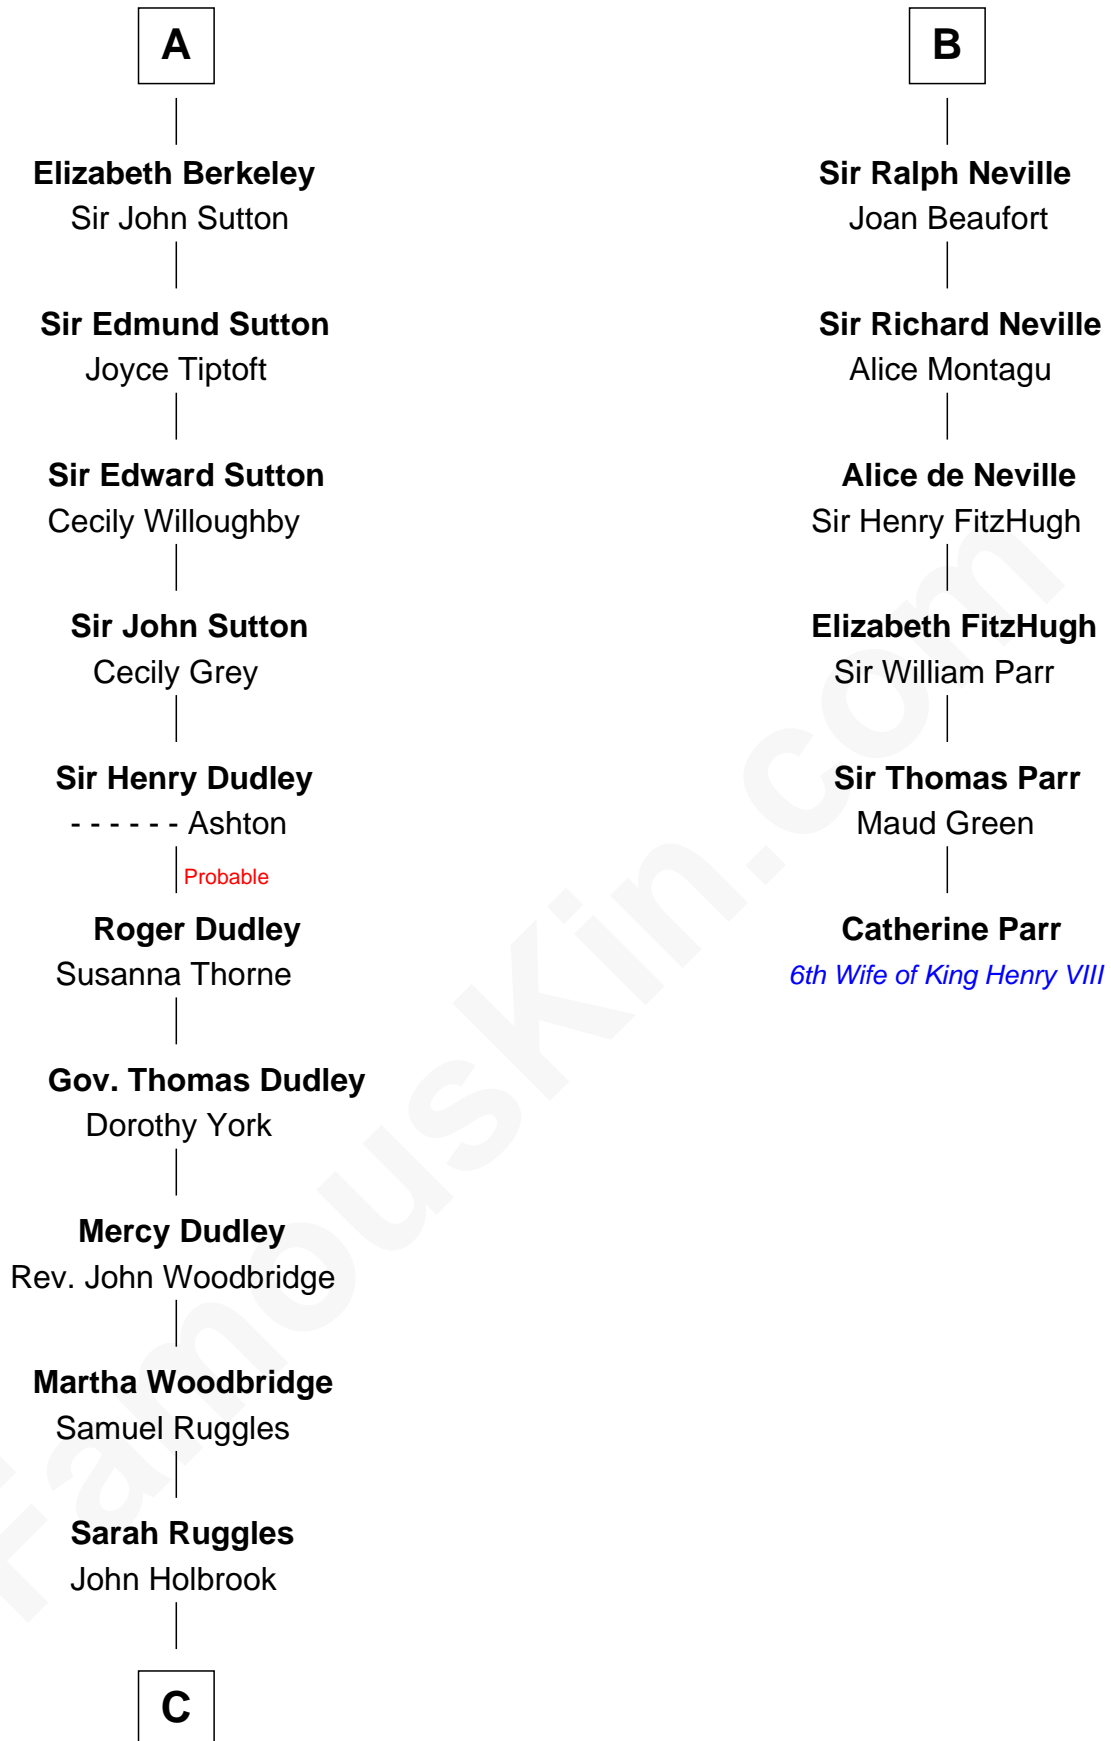 A
Elizabeth Berkeley
Sir John Sutton
Sir Edmund Sutton
Joyce Tiptoft
Sir Edward Sutton
Cecily Willoughby
Sir John Sutton
Cecily Grey
Sir Henry Dudley
- - - - - - Ashton
Probable
Roger Dudley
Susanna Thorne
Gov. Thomas Dudley
Dorothy York
Mercy Dudley
Rev. John Woodbridge
Martha Woodbridge
Samuel Ruggles
Sarah Ruggles
John Holbrook
C
B
Sir Ralph Neville
Joan Beaufort
Sir Richard Neville
Alice Montagu
Alice de Neville
Sir Henry FitzHugh
Elizabeth FitzHugh
Sir William Parr
Sir Thomas Parr
Maud Green
Catherine Parr
6th Wife of King Henry VIII
FamousKin.com